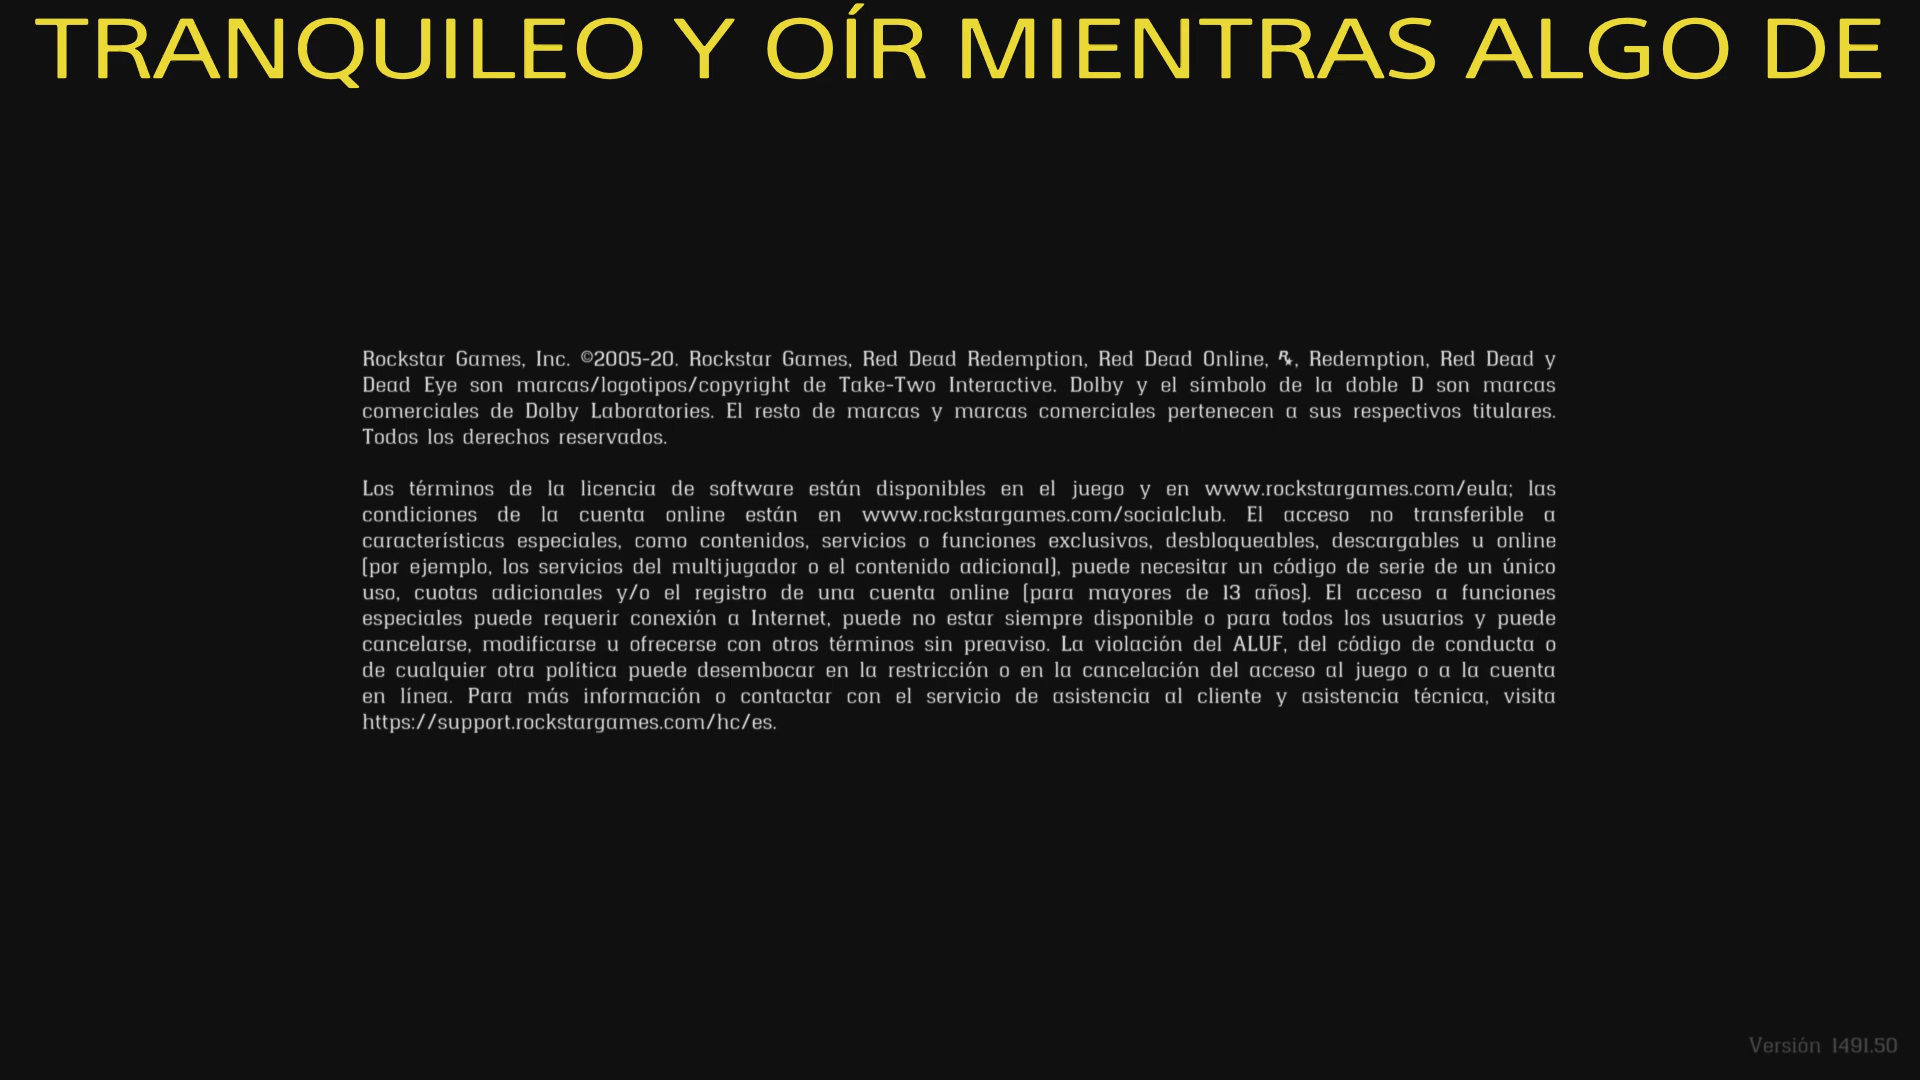 TRANQUILEO Y OÍR MIENTRAS ALGO DE
Rockstar Games, Inc. ©2005-20. Rockstar Games, Red Dead Redemption, Red Dead Online, R★, Redemption, Red Dead y
Dead Eye son marcas/logotipos/copyright de Take-Two Interactive. Dolby y el símbolo de la doble D son marcas
comerciales de Dolby Laboratories. El resto de marcas y marcas comerciales pertenecen a sus respectivos titulares.
Todos los derechos reservados.
Los términos de la licencia de software están disponibles en el juego y en www.rockstargames.com/eula; las
condiciones de la cuenta online están en www.rockstargames.com/socialclub. El acceso no transferible a
características especiales, como contenidos, servicios o funciones exclusivos, desbloqueables, descargables u online
(por ejemplo, los servicios del multijugador o el contenido adicional), puede necesitar un código de serie de un único
uso, cuotas adicionales y/o el registro de una cuenta online (para mayores de 13 años). El acceso a funciones
especiales puede requerir conexión a Internet, puede no estar siempre disponible o para todos los usuarios y puede
cancelarse, modificarse u ofrecerse con otros términos sin preaviso. La violación del ALUF, del código de conducta o
de cualquier otra política puede desembocar en la restricción o en la cancelación del acceso al juego o a la cuenta
en línea. Para más información o contactar con el servicio de asistencia al cliente y asistencia técnica, visita
https://support.rockstargames.com/hc/es.
Versión 1491.50